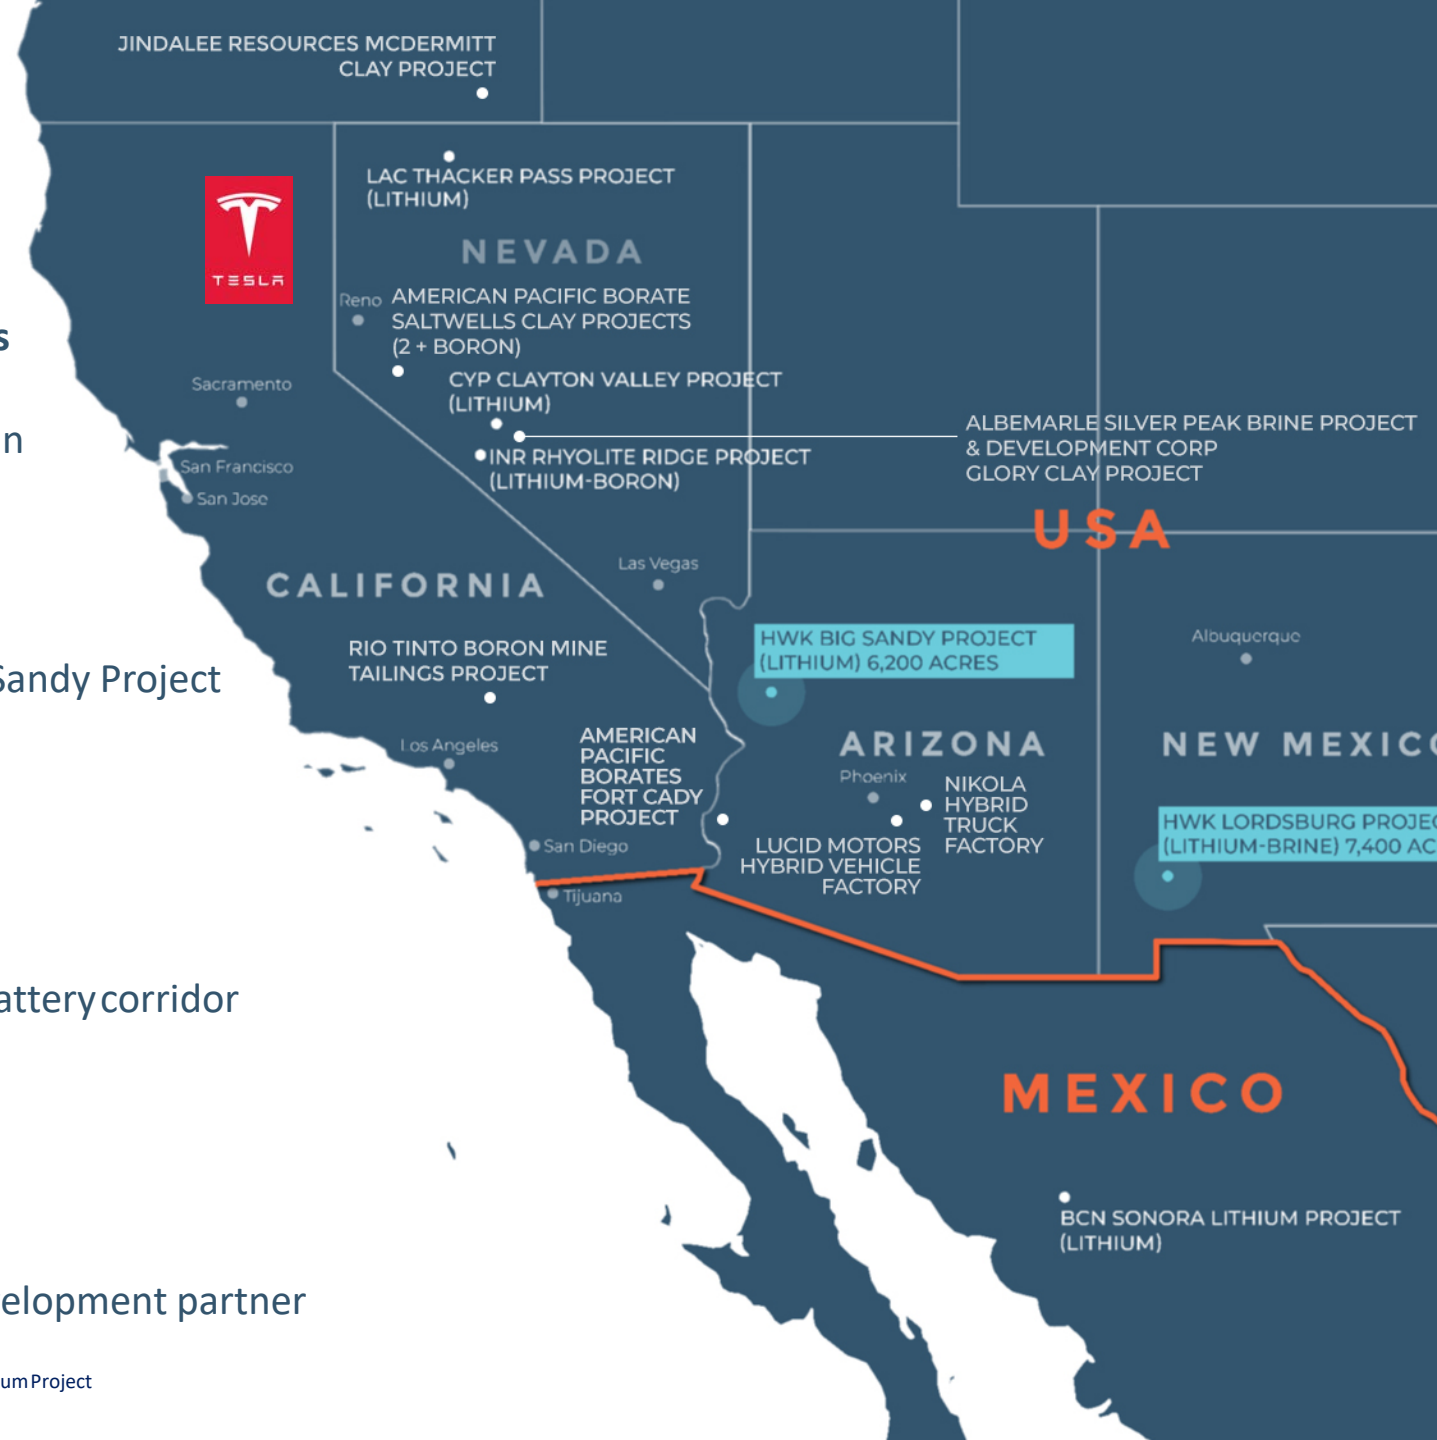 JINDALEE RESOURCES MCDERMITT
CLAY PROJECT
LAC THACKER PASS PROJECT
(LITHIUM)
TESLA
NEVADA
Reno
AMERICAN PACIFIC BORATE
SALTWELLS CLAY PROJECTS
(2 + BORON)
s
CYP CLAYTON VALLEY PROJECT
(LITHIUM)
Sacramento
n
ALBEMARLE SILVER PEAK BRINE PROJECT
& DEVELOPMENT CORP
GLORY CLAY PROJECT
INR RHYOLITE RIDGE PROJECT
(LITHIUM-BORON)
San Francisco
San Jose
USA
Las Vegas
CALIFORNIA
RIO TINTO BORON MINE
TAILINGS PROJECT
HWK BIG SANDY PROJECT
(LITHIUM) 6,200 ACRES
Albuquerque
Sandy Project
Los Angeles
AMERICAN
PACIFIC
BORATES
FORT CADY
PROJECT
ARIZONA
NEW MEXICO
Phoenix
NIKOLA
HYBRID
TRUCK
FACTORY
LUCID MOTORS
HYBRID VEHICLE
FACTORY
HWK LORDSBURG PROJEC
(LITHIUM-BRINE) 7,400 AC
San Diego
Tijuana
attery corridor
MEXICO
BCN SONORA LITHIUM PROJECT
(LITHIUM)
elopment partner
um Project